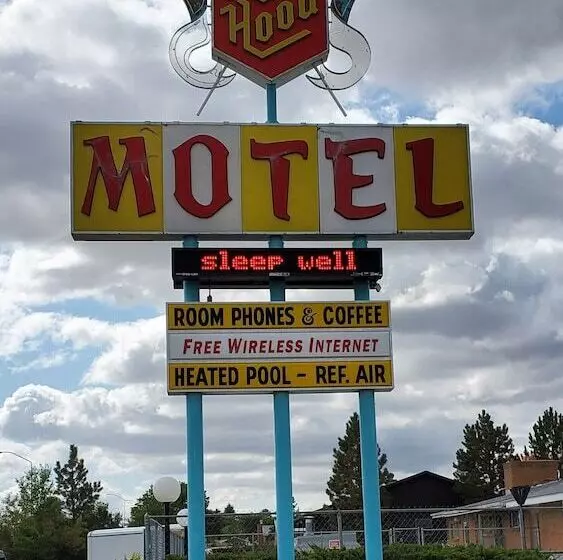 Hood
MOTEL
sleep well
ROOM PHONES & COFFEE
FREE WIRELESS INTERNET
HEATED POOL - REF. AIR